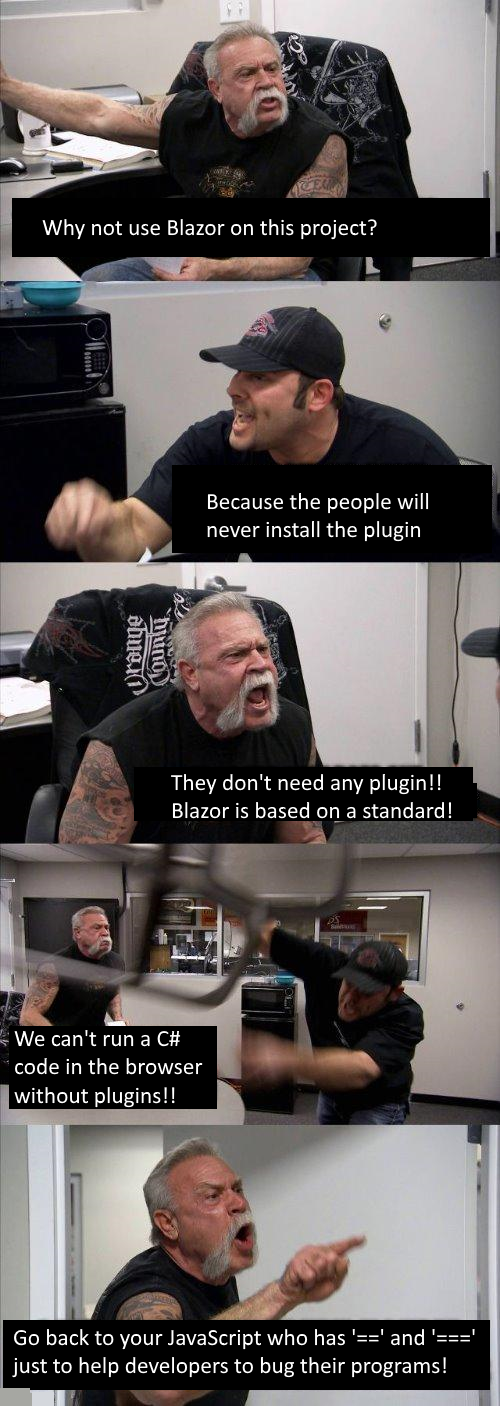 Why not use Blazor on this project?
Because the people will
never install the plugin
Orange
County
They don't need any plugin!!
Blazor is based on a standard!
We can't run a C#
code in the browser
without plugins!!
Go back to your JavaScript who has '==' and '==='
just to help developers to bug their programs!